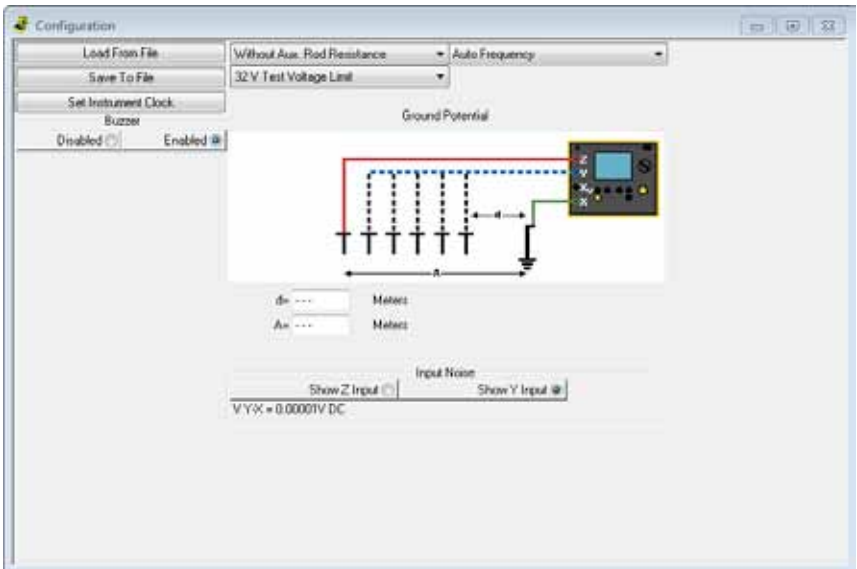 Configuration
Load From File
Without Aux. Rod Resistance
Auto Frequency
Save To File
32 V Test Voltage Limit
Set Instrument Clock
Buzzer
Disabled
Enabled
Ground Potential
Z
Y
Xv
X
d
A
d= ---
Meters
A= ---
Meters
Input Noise
Show Z Input
Show Y Input
V Y-X = 0.00001V DC